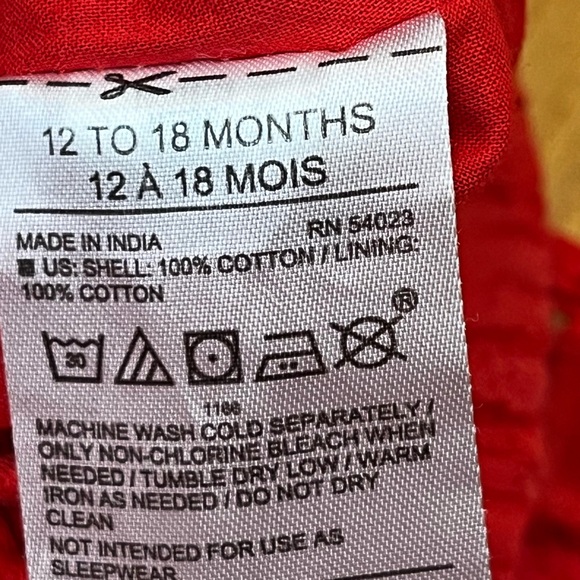 12 TO 18 MONTHS
12 À 18 MOIS
RN 54023
MADE IN INDIA
US: SHELL: 100% COTTON / LINING:
100% COTTON
30
®
1166
MACHINE WASH COLD SEPARATELY /
ONLY NON-CHLORINE BLEACH WHEN
NEEDED / TUMBLE DRY LOW / WARM
IRON AS NEEDED / DO NOT DRY
CLEAN
NOT INTENDED FOR USE AS
SLEEPWEAR